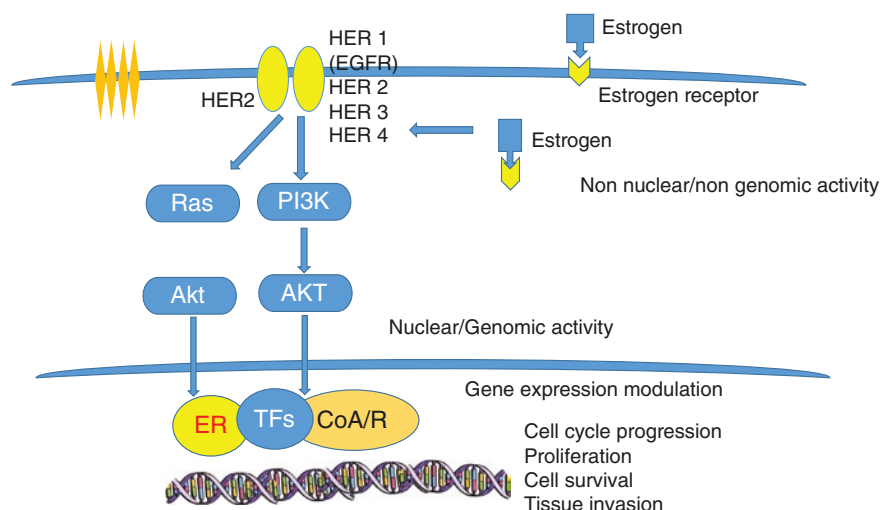 HER 1
(EGFR)
HER 2
HER 3
HER 4
HER2
Estrogen
Estrogen receptor
Estrogen
Non nuclear/non genomic activity
Ras
PI3K
Akt
AKT
Nuclear/Genomic activity
Gene expression modulation
ER
TFs
CoA/R
Cell cycle progression
Proliferation
Cell survival
Tissue invasion